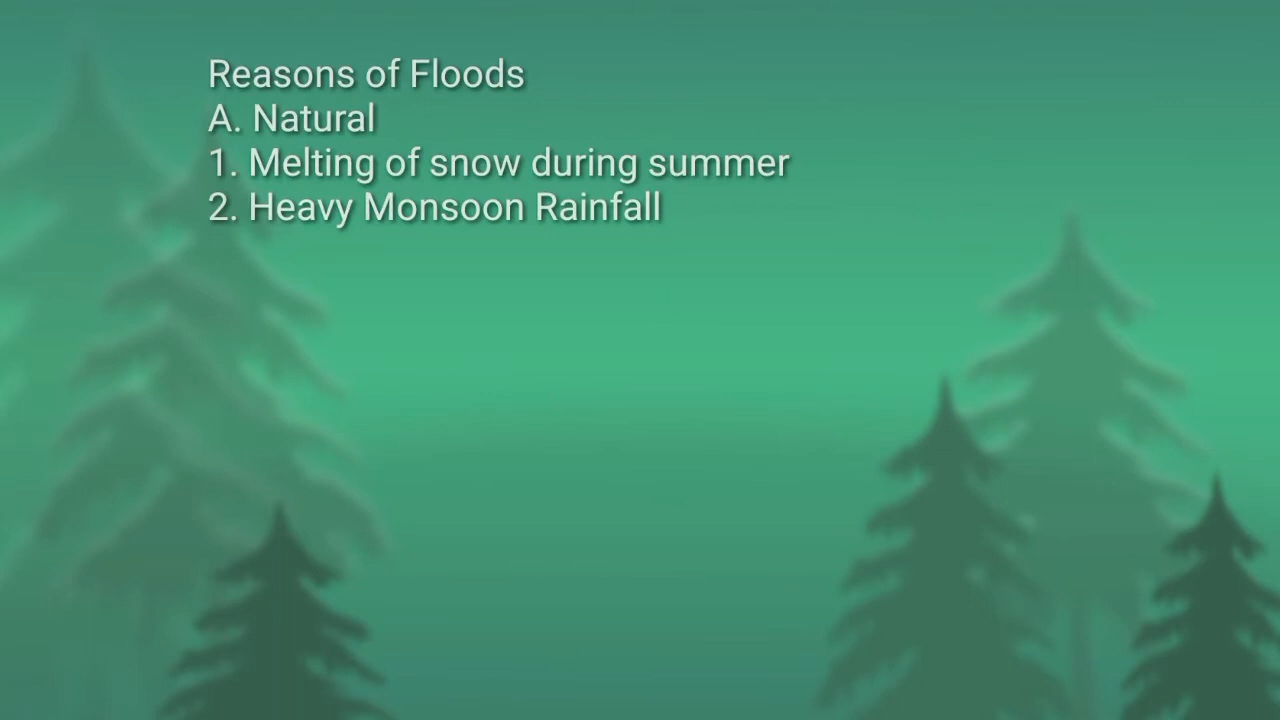 Reasons of Floods
A. Natural
1. Melting of snow during summer
2. Heavy Monsoon Rainfall